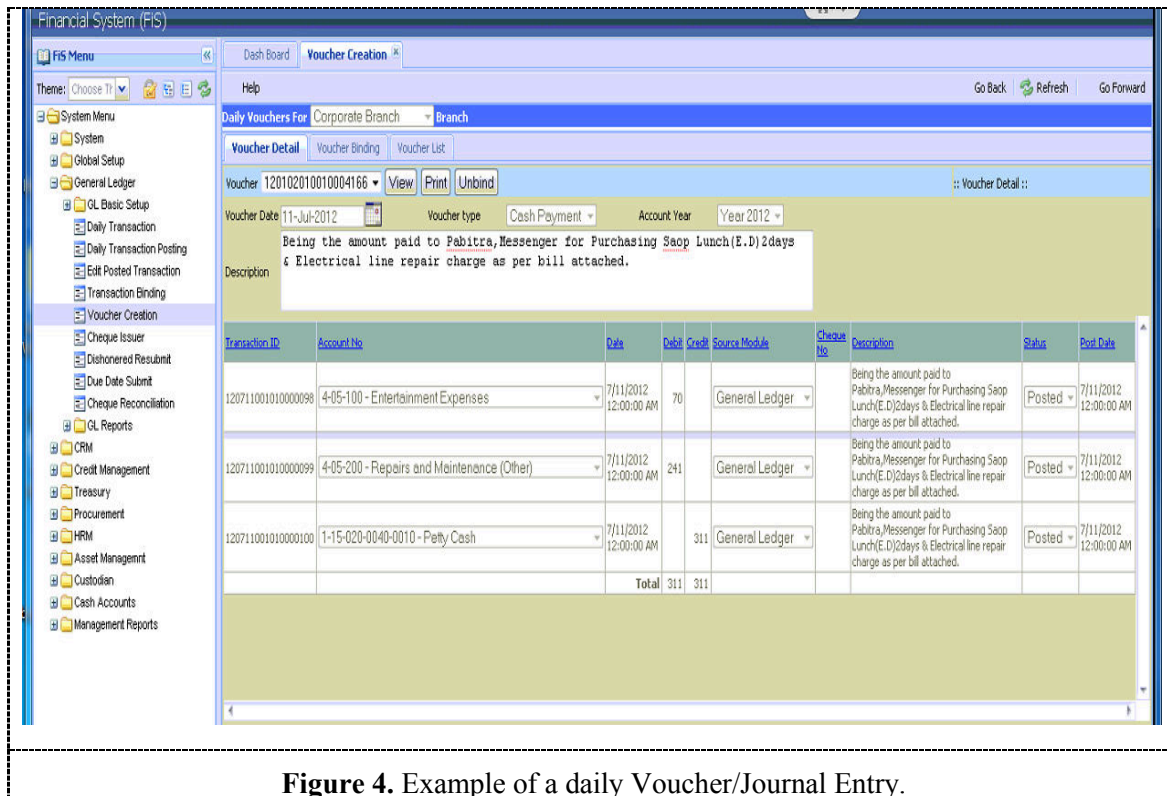 Financial System (FiS)
FiS Menu
Dash Board Voucher Creation
Theme: Choose Th
Help Go Back Refresh Go Forward
System Menu
System
Global Setup
General Ledger
GL Basic Setup
Daily Transaction
Daily Transaction Posting
Edit Posted Transaction
Transaction Binding
Voucher Creation
Cheque Issuer
Dishonered Resubmit
Due Date Submit
Cheque Reconciliation
GL Reports
CRM
Credit Management
Treasury
Procurement
HRM
Asset Managemnt
Custodian
Cash Accounts
Management Reports
Daily Vouchers For Corporate Branch Branch
Voucher Detail Voucher Binding Voucher List
Voucher 120102010010004166 View Print Unbind :: Voucher Detail ::
Voucher Date 11-Jul-2012 Voucher type Cash Payment Account Year Year 2012
Description
Being the amount paid to Pabitra,Messenger for Purchasing Saop Lunch(E.D)2days
& Electrical line repair charge as per bill attached.
Transaction ID Account No Date Debit Credit Source Module Cheque No Description Status Post Date
120711001010000098 4-05-100 - Entertainment Expenses 7/11/2012 12:00:00 AM 70 General Ledger
Being the amount paid to
Pabitra,Messenger for Purchasing Saop
Lunch(E.D)2days & Electrical line repair
charge as per bill attached.
Posted 7/11/2012 12:00:00 AM
120711001010000099 4-05-200 - Repairs and Maintenance (Other) 7/11/2012 12:00:00 AM 241 General Ledger
Being the amount paid to
Pabitra,Messenger for Purchasing Saop
Lunch(E.D)2days & Electrical line repair
charge as per bill attached.
Posted 7/11/2012 12:00:00 AM
120711001010000100 1-15-020-0040-0010 - Petty Cash 7/11/2012 12:00:00 AM 311 General Ledger
Being the amount paid to
Pabitra,Messenger for Purchasing Saop
Lunch(E.D)2days & Electrical line repair
charge as per bill attached.
Posted 7/11/2012 12:00:00 AM
Total 311 311
Figure 4. Example of a daily Voucher/Journal Entry.